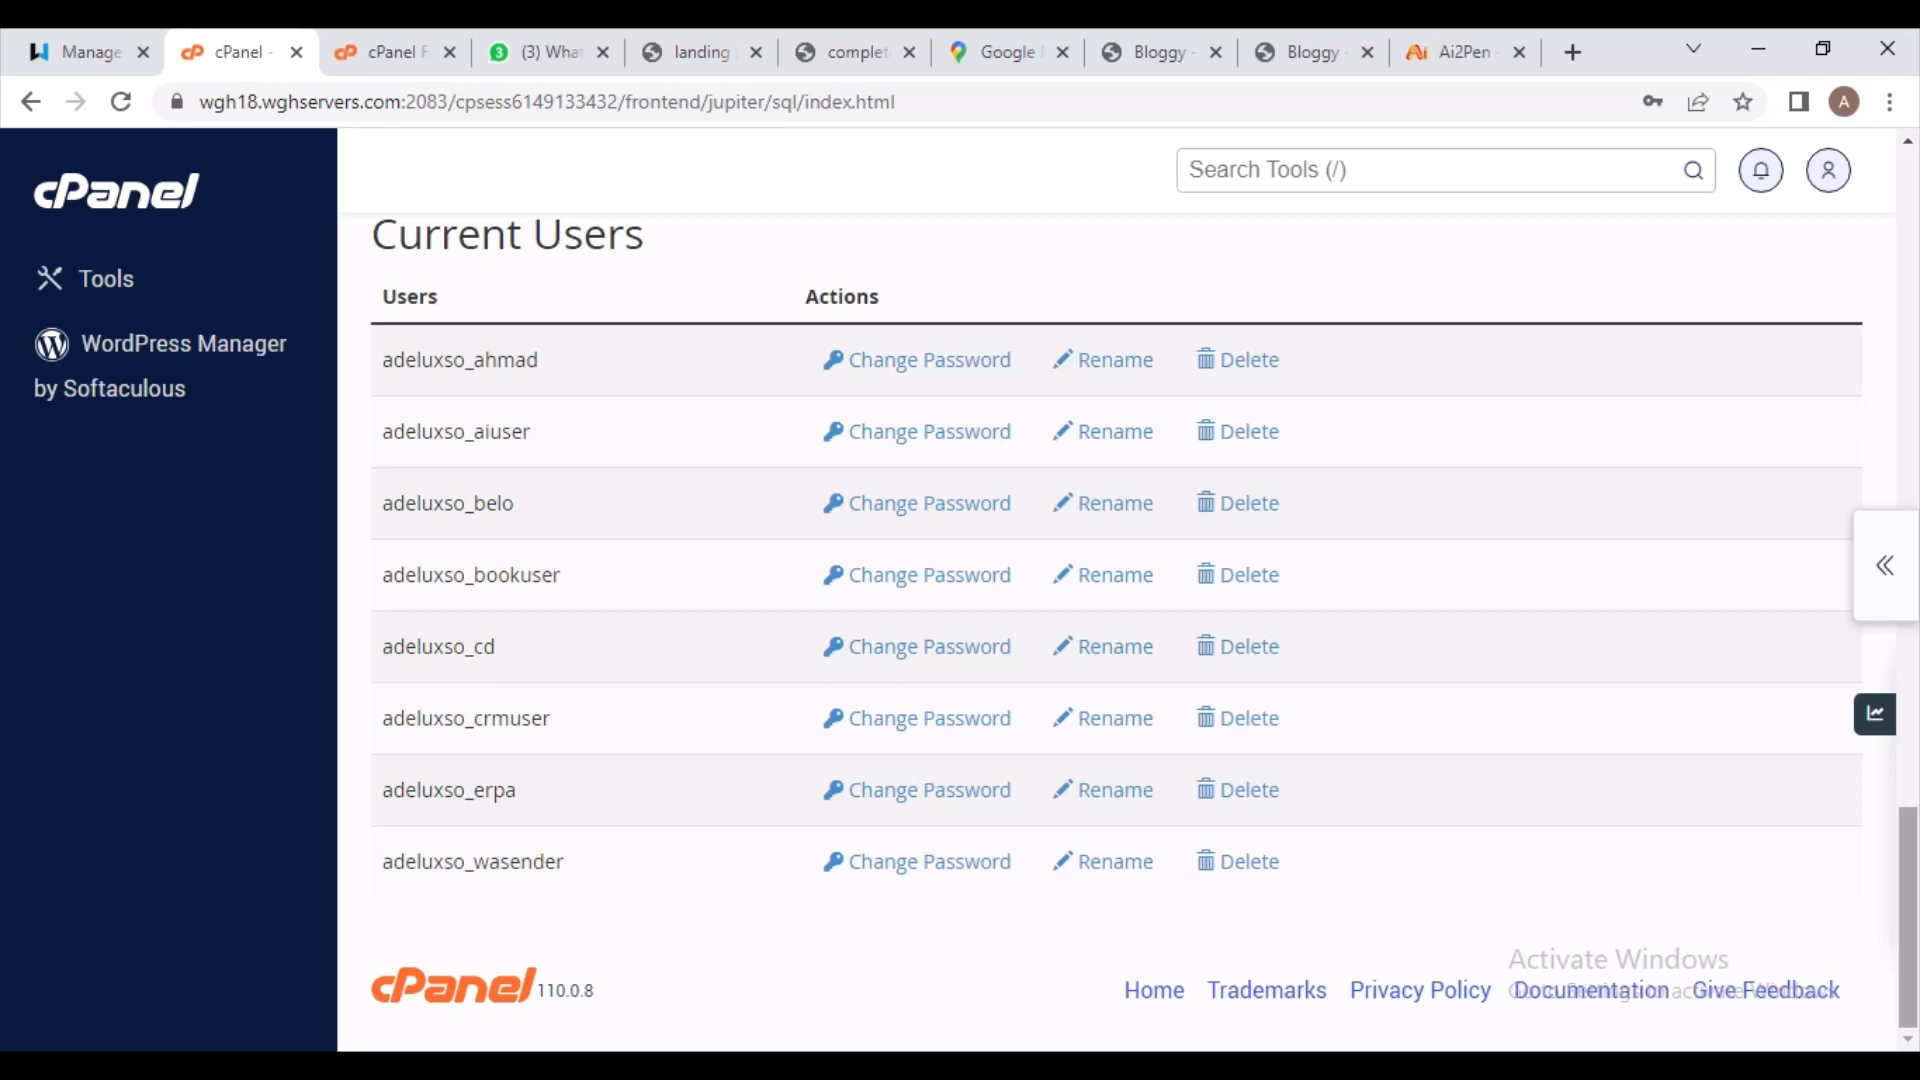 Manage
cPanel -
cPanel F
3 (3) What
landing
complet
Google
Bloggy -
Bloggy -
Ai Ai2Pen -
wgh18.wghservers.com:2083/cpsess6149133432/frontend/jupiter/sql/index.html
A
cPanel
Search Tools (/)
Tools
WordPress Manager
by Softaculous
Current Users
Users Actions
adeluxso_ahmad Change Password Rename Delete
adeluxso_aiuser Change Password Rename Delete
adeluxso_belo Change Password Rename Delete
adeluxso_bookuser Change Password Rename Delete
adeluxso_cd Change Password Rename Delete
adeluxso_crmuser Change Password Rename Delete
adeluxso_erpa Change Password Rename Delete
adeluxso_wasender Change Password Rename Delete
Activate Windows
cPanel 110.0.8
Home Trademarks Privacy Policy Documentation Give Feedback